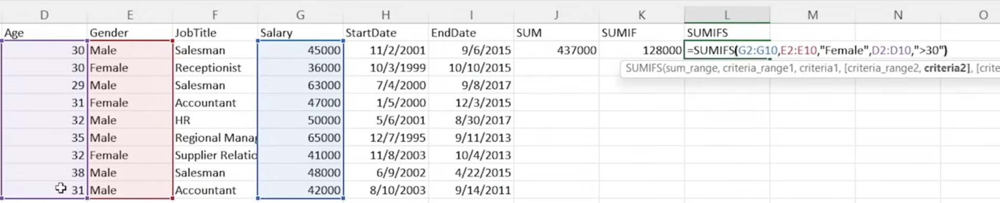 D E F G H I J K L M N O
Age Gender JobTitle Salary StartDate EndDate SUM SUMIF SUMIFS
30 Male Salesman 45000 11/2/2001 9/6/2015 437000 128000 =SUMIFS(G2:G10,E2:E10,"Female",D2:D10,">30")
30 Female Receptionist 36000 10/3/1999 10/10/2015
SUMIFS(sum_range, criteria_range1, criteria1, [criteria_range2, criteria2], [crite
29 Male Salesman 63000 7/4/2000 9/8/2017
31 Female Accountant 47000 1/5/2000 12/3/2015
32 Male HR 50000 5/6/2001 8/30/2017
35 Male Regional Manag 65000 12/7/1995 9/11/2013
32 Female Supplier Relatio 41000 11/8/2003 10/4/2013
38 Male Salesman 48000 6/9/2002 4/22/2015
31 Male Accountant 42000 8/10/2003 9/14/2011